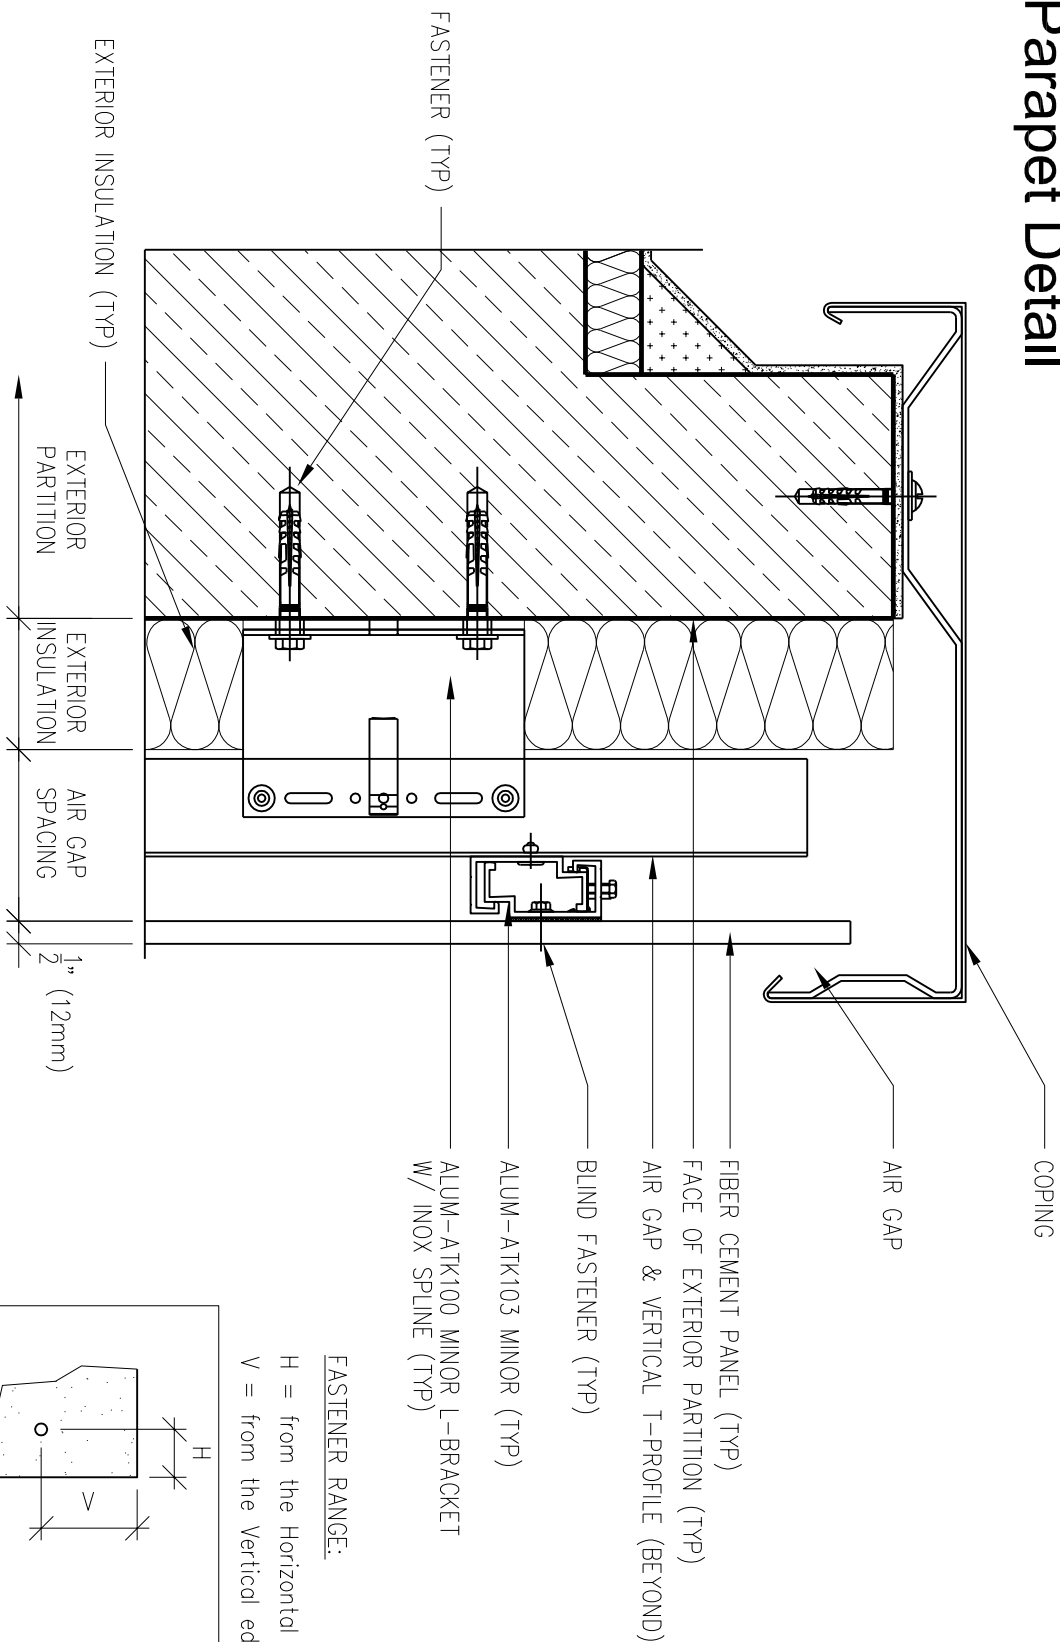 Parapet Detail
COPING
AIR GAP
FIBER CEMENT PANEL (TYP)
FACE OF EXTERIOR PARTITION (TYP)
AIR GAP & VERTICAL T-PROFILE (BEYOND)
BLIND FASTENER (TYP)
ALUM-ATK103 MINOR (TYP)
ALUM-ATK100 MINOR L-BRACKET
W/ INOX SPLINE (TYP)
FASTENER (TYP)
EXTERIOR INSULATION (TYP)
EXTERIOR
PARTITION
EXTERIOR
INSULATION
AIR GAP
SPACING
1/2" (12mm)
FASTENER RANGE:
H = from the Horizontal
V = from the Vertical ed
H
V